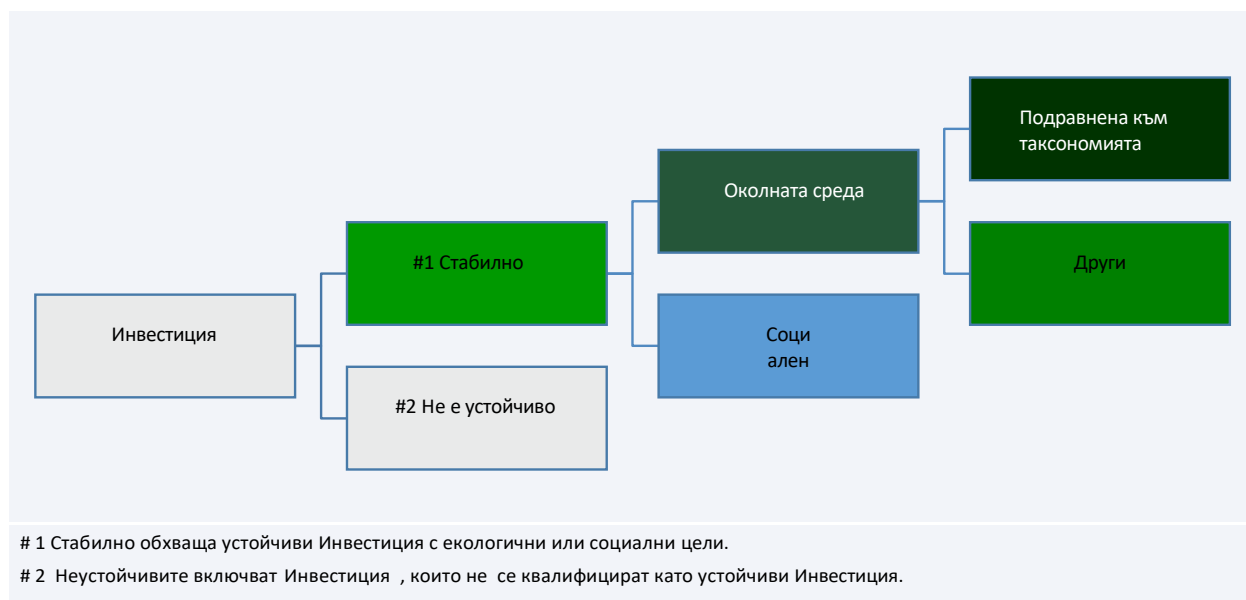 Подравнена към
таксономията
Околната среда
#1 Стабилно
Други
Инвестиция
Соци
ален
#2 Не е устойчиво
# 1 Стабилно обхваща устойчиви Инвестиция с екологични или социални цели.
# 2 Неустойчивите включват Инвестиция , които не се квалифицират като устойчиви Инвестиция.